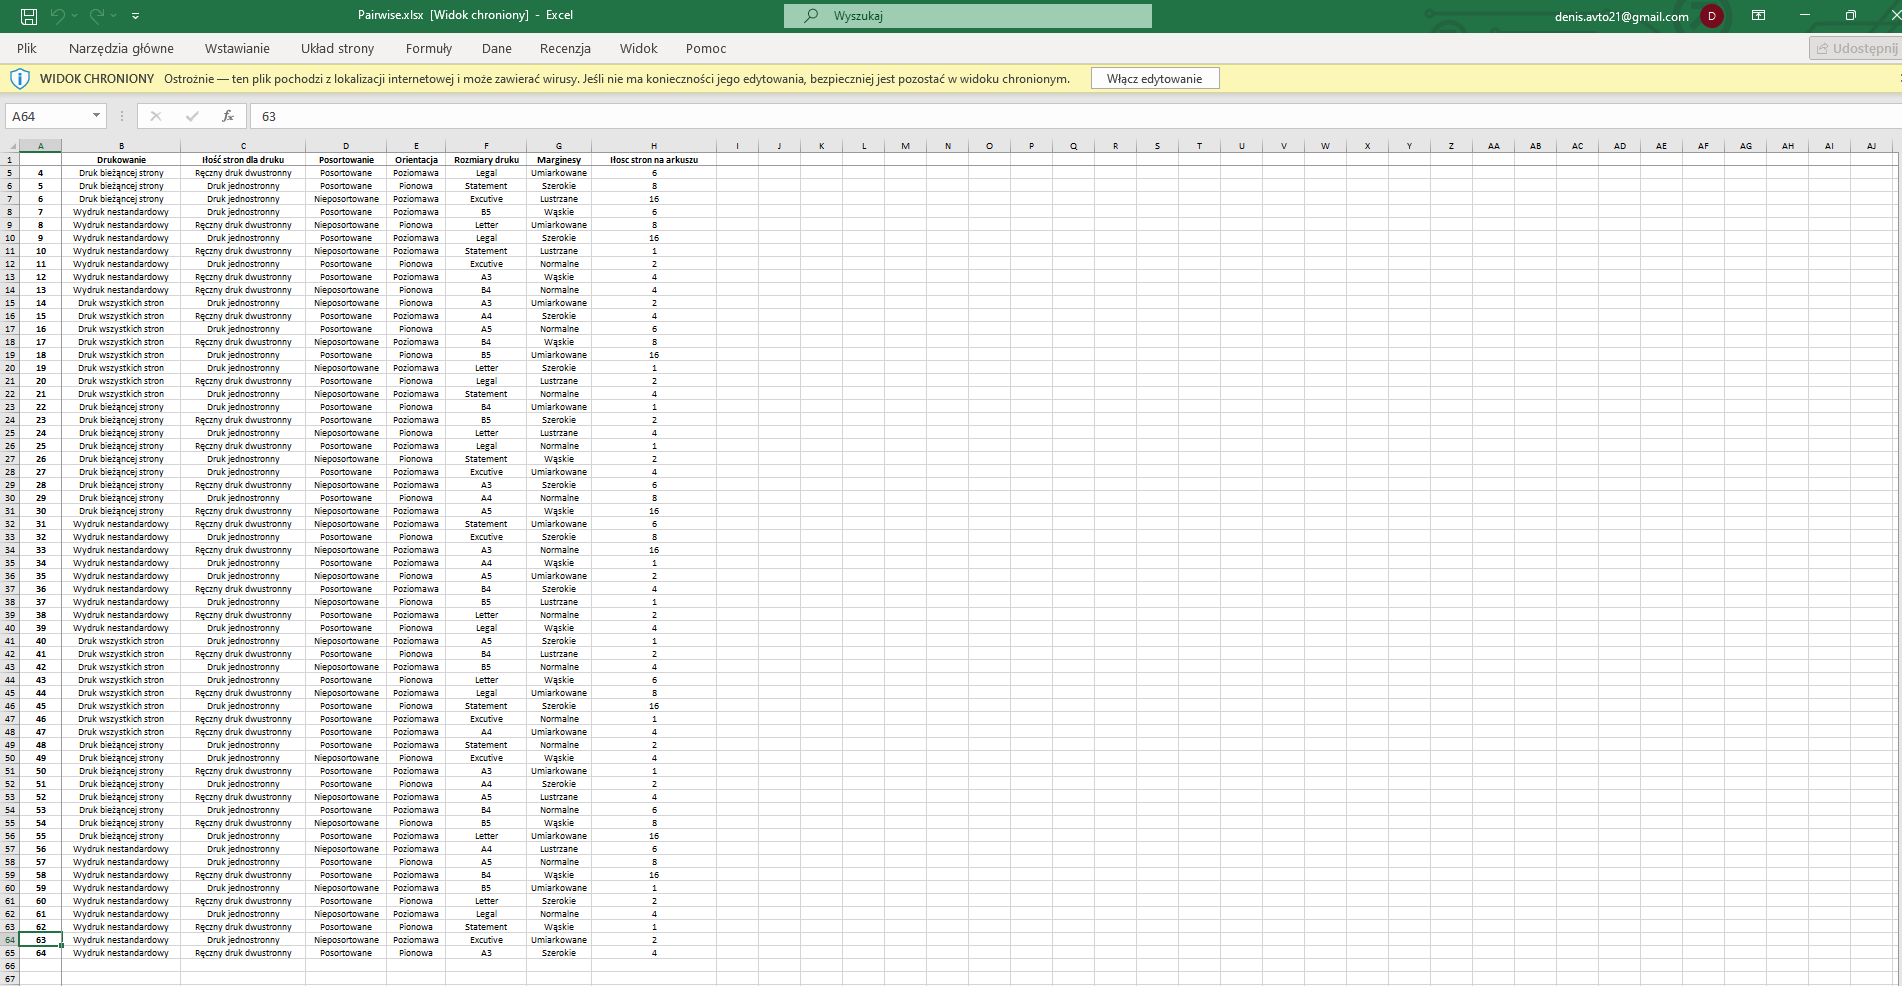 Pairwise.xlsx [Widok chroniony] - Excel
Wyszukaj
denis.avto21@gmail.com
D
Plik Narzędzia główne Wstawianie Układ strony Formuły Dane Recenzja Widok Pomoc
Udostępnij
WIDOK CHRONIONY Ostrożnie — ten plik pochodzi z lokalizacji internetowej i może zawierać wirusy. Jeśli nie ma konieczności jego edytowania, bezpieczniej jest pozostać w widoku chronionym. Włącz edytowanie
A64 fx 63
A B C D E F G H I J K L M N O P Q R S T U V W X Y Z AA AB AC AD AE AF AG AH AI AJ
1 Drukowanie Iłość stron dla druku Posortowanie Orientacja Rozmiary druku Marginesy Iłosc stron na arkuszu
5 4 Druk bieżąncej strony Ręczny druk dwustronny Posortowane Poziomawa Legal Umiarkowane 6
6 5 Druk bieżąncej strony Druk jednostronny Posortowane Pionowa Statement Szerokie 8
7 6 Druk bieżąncej strony Druk jednostronny Nieposortowane Poziomawa Excutive Lustrzane 16
8 7 Wydruk nestandardowy Druk jednostronny Posortowane Poziomawa B5 Wąskie 6
9 8 Wydruk nestandardowy Ręczny druk dwustronny Nieposortowane Pionowa Letter Umiarkowane 8
10 9 Wydruk nestandardowy Druk jednostronny Posortowane Poziomawa Legal Szerokie 16
11 10 Wydruk nestandardowy Ręczny druk dwustronny Nieposortowane Poziomawa Statement Lustrzane 1
12 11 Wydruk nestandardowy Druk jednostronny Posortowane Pionowa Excutive Normalne 2
13 12 Wydruk nestandardowy Ręczny druk dwustronny Posortowane Poziomawa A3 Wąskie 4
14 13 Wydruk nestandardowy Ręczny druk dwustronny Nieposortowane Pionowa B4 Normalne 4
15 14 Druk wszystkich stron Druk jednostronny Nieposortowane Pionowa A3 Umiarkowane 2
16 15 Druk wszystkich stron Ręczny druk dwustronny Posortowane Poziomawa A4 Szerokie 4
17 16 Druk wszystkich stron Druk jednostronny Posortowane Pionowa A5 Normalne 6
18 17 Druk wszystkich stron Ręczny druk dwustronny Nieposortowane Poziomawa B4 Wąskie 8
19 18 Druk wszystkich stron Druk jednostronny Posortowane Pionowa B5 Umiarkowane 16
20 19 Druk wszystkich stron Druk jednostronny Nieposortowane Poziomawa Letter Szerokie 1
21 20 Druk wszystkich stron Ręczny druk dwustronny Posortowane Pionowa Legal Lustrzane 2
22 21 Druk wszystkich stron Druk jednostronny Nieposortowane Poziomawa Statement Normalne 4
23 22 Druk bieżąncej strony Druk jednostronny Posortowane Pionowa B4 Umiarkowane 1
24 23 Druk bieżąncej strony Ręczny druk dwustronny Posortowane Poziomawa B5 Szerokie 2
25 24 Druk bieżąncej strony Druk jednostronny Nieposortowane Pionowa Letter Lustrzane 4
26 25 Druk bieżąncej strony Ręczny druk dwustronny Posortowane Poziomawa Legal Normalne 1
27 26 Druk bieżąncej strony Druk jednostronny Nieposortowane Pionowa Statement Wąskie 2
28 27 Druk bieżąncej strony Druk jednostronny Posortowane Poziomawa Excutive Umiarkowane 4
29 28 Druk bieżąncej strony Ręczny druk dwustronny Nieposortowane Poziomawa A3 Szerokie 6
30 29 Druk bieżąncej strony Druk jednostronny Posortowane Pionowa A4 Normalne 8
31 30 Druk bieżąncej strony Ręczny druk dwustronny Nieposortowane Pionowa A5 Wąskie 16
32 31 Wydruk nestandardowy Ręczny druk dwustronny Nieposortowane Poziomawa Statement Umiarkowane 6
33 32 Wydruk nestandardowy Druk jednostronny Posortowane Pionowa Excutive Szerokie 8
34 33 Wydruk nestandardowy Ręczny druk dwustronny Nieposortowane Poziomawa A3 Normalne 16
35 34 Wydruk nestandardowy Druk jednostronny Posortowane Poziomawa A4 Wąskie 1
36 35 Wydruk nestandardowy Druk jednostronny Nieposortowane Pionowa A5 Umiarkowane 2
37 36 Wydruk nestandardowy Ręczny druk dwustronny Posortowane Poziomawa B4 Szerokie 4
38 37 Wydruk nestandardowy Druk jednostronny Nieposortowane Pionowa B5 Lustrzane 1
39 38 Wydruk nestandardowy Ręczny druk dwustronny Posortowane Poziomawa Letter Normalne 2
40 39 Wydruk nestandardowy Druk jednostronny Posortowane Pionowa Legal Wąskie 4
41 40 Druk wszystkich stron Druk jednostronny Nieposortowane Poziomawa A5 Szerokie 1
42 41 Druk wszystkich stron Ręczny druk dwustronny Posortowane Pionowa B4 Lustrzane 2
43 42 Druk wszystkich stron Druk jednostronny Nieposortowane Poziomawa B5 Normalne 4
44 43 Druk wszystkich stron Ręczny druk dwustronny Posortowane Pionowa Letter Wąskie 6
45 44 Druk wszystkich stron Ręczny druk dwustronny Nieposortowane Poziomawa Legal Umiarkowane 8
46 45 Druk wszystkich stron Druk jednostronny Posortowane Pionowa Statement Szerokie 16
47 46 Druk wszystkich stron Ręczny druk dwustronny Posortowane Poziomawa Excutive Normalne 1
48 47 Druk wszystkich stron Ręczny druk dwustronny Posortowane Poziomawa A4 Umiarkowane 4
49 48 Druk bieżąncej strony Druk jednostronny Posortowane Poziomawa Statement Normalne 2
50 49 Druk bieżąncej strony Druk jednostronny Nieposortowane Pionowa Excutive Wąskie 4
51 50 Druk bieżąncej strony Ręczny druk dwustronny Posortowane Poziomawa A3 Umiarkowane 1
52 51 Druk bieżąncej strony Druk jednostronny Posortowane Pionowa A4 Szerokie 2
53 52 Druk bieżąncej strony Ręczny druk dwustronny Nieposortowane Poziomawa A5 Lustrzane 4
54 53 Druk bieżąncej strony Druk jednostronny Posortowane Poziomawa B4 Normalne 6
55 54 Druk bieżąncej strony Ręczny druk dwustronny Nieposortowane Pionowa B5 Wąskie 8
56 55 Druk bieżąncej strony Druk jednostronny Posortowane Poziomawa Letter Umiarkowane 16
57 56 Wydruk nestandardowy Druk jednostronny Nieposortowane Poziomawa A4 Lustrzane 6
58 57 Wydruk nestandardowy Druk jednostronny Posortowane Pionowa A5 Normalne 8
59 58 Wydruk nestandardowy Ręczny druk dwustronny Posortowane Poziomawa B4 Wąskie 16
60 59 Wydruk nestandardowy Druk jednostronny Nieposortowane Poziomawa B5 Umiarkowane 1
61 60 Wydruk nestandardowy Ręczny druk dwustronny Posortowane Pionowa Letter Szerokie 2
62 61 Wydruk nestandardowy Druk jednostronny Nieposortowane Poziomawa Legal Normalne 4
63 62 Wydruk nestandardowy Ręczny druk dwustronny Posortowane Pionowa Statement Wąskie 1
64 63 Wydruk nestandardowy Druk jednostronny Nieposortowane Poziomawa Excutive Umiarkowane 2
65 64 Wydruk nestandardowy Ręczny druk dwustronny Posortowane Pionowa A3 Szerokie 4
66
67